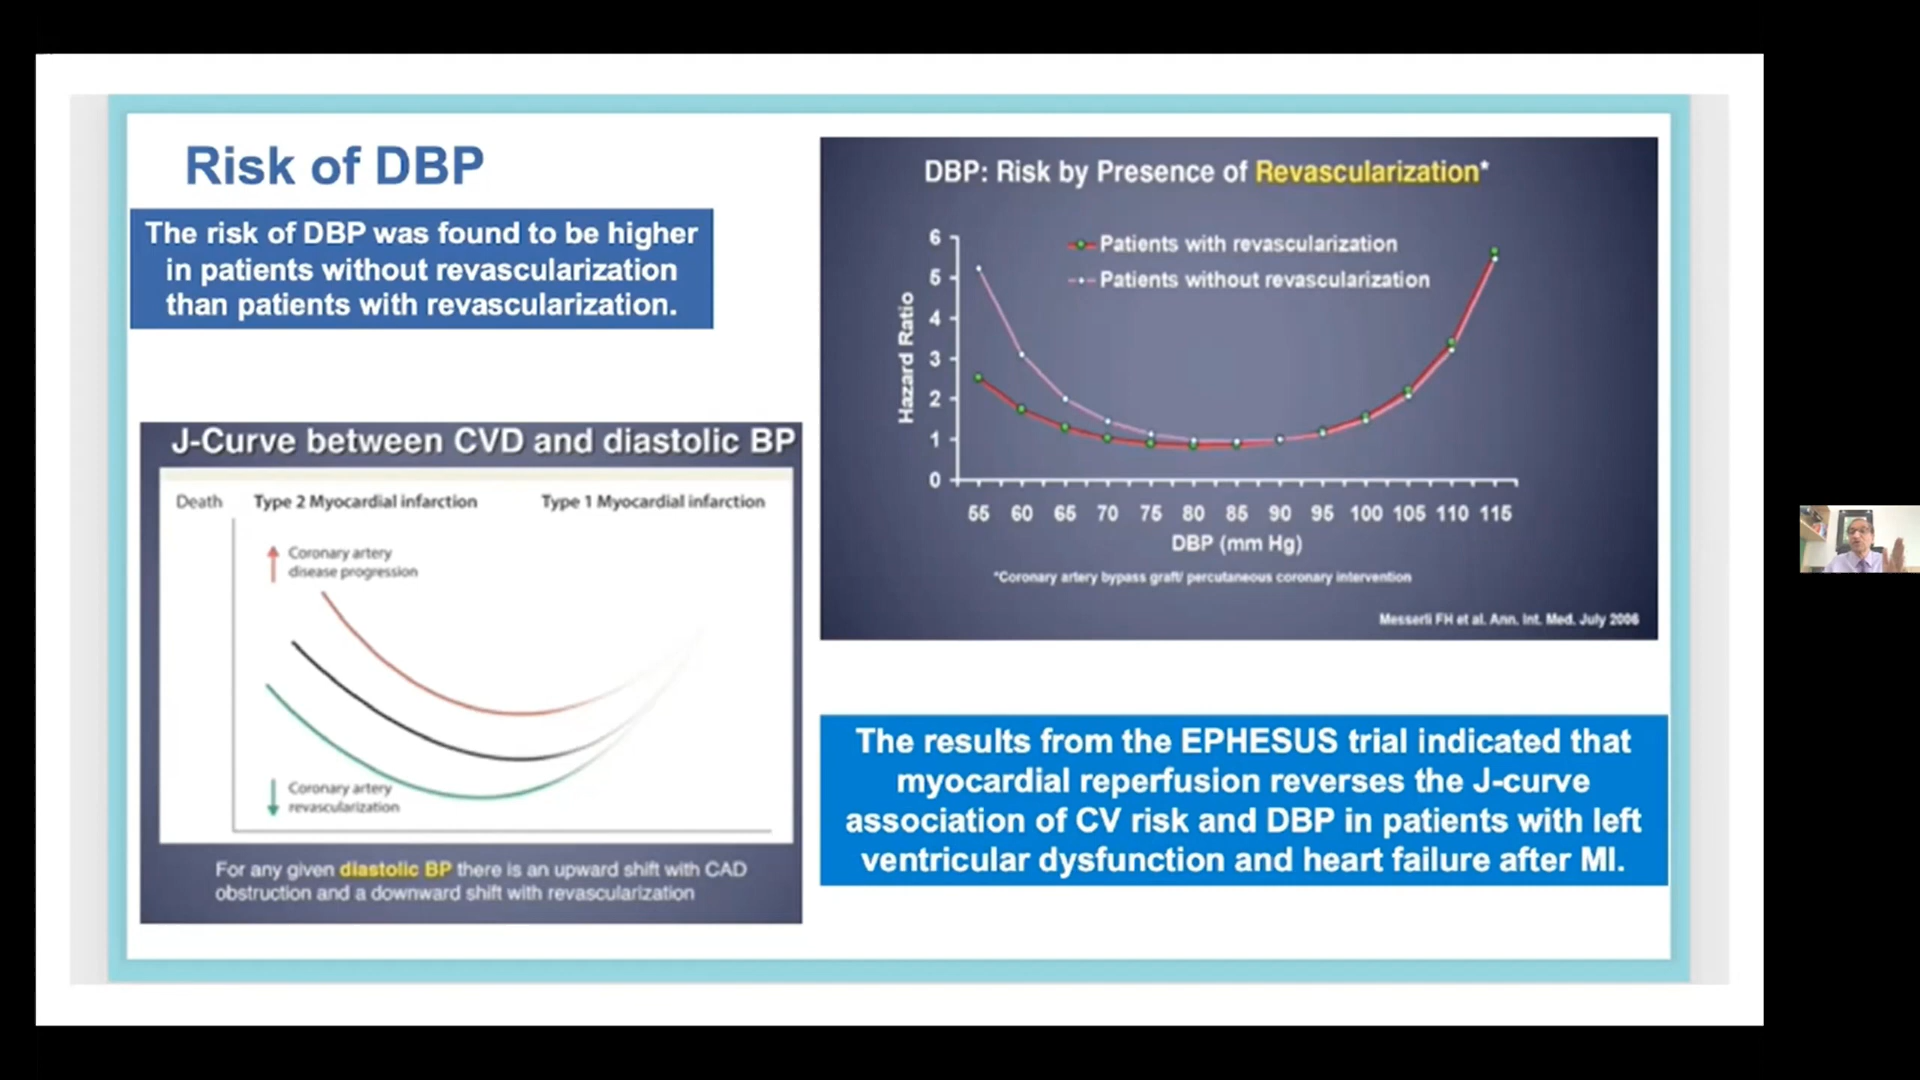 Risk of DBP
The risk of DBP was found to be higher
in patients without revascularization
than patients with revascularization.
J-Curve between CVD and diastolic BP
Death
Type 2 Myocardial infarction
Type 1 Myocardial infarction
Coronary artery
disease progression
Coronary artery
revascularization
For any given diastolic BP there is an upward shift with CAD
obstruction and a downward shift with revascularization
DBP: Risk by Presence of Revascularization*
Patients with revascularization
Patients without revascularization
Hazard Ratio
6
5
4
3
2
1
0
55 60 65 70 75 80 85 90 95 100 105 110 115
DBP (mm Hg)
*Coronary artery bypass graft/ percutaneous coronary intervention
Messerli FH et al. Ann. Int. Med. July 2006
The results from the EPHESUS trial indicated that
myocardial reperfusion reverses the J-curve
association of CV risk and DBP in patients with left
ventricular dysfunction and heart failure after MI.